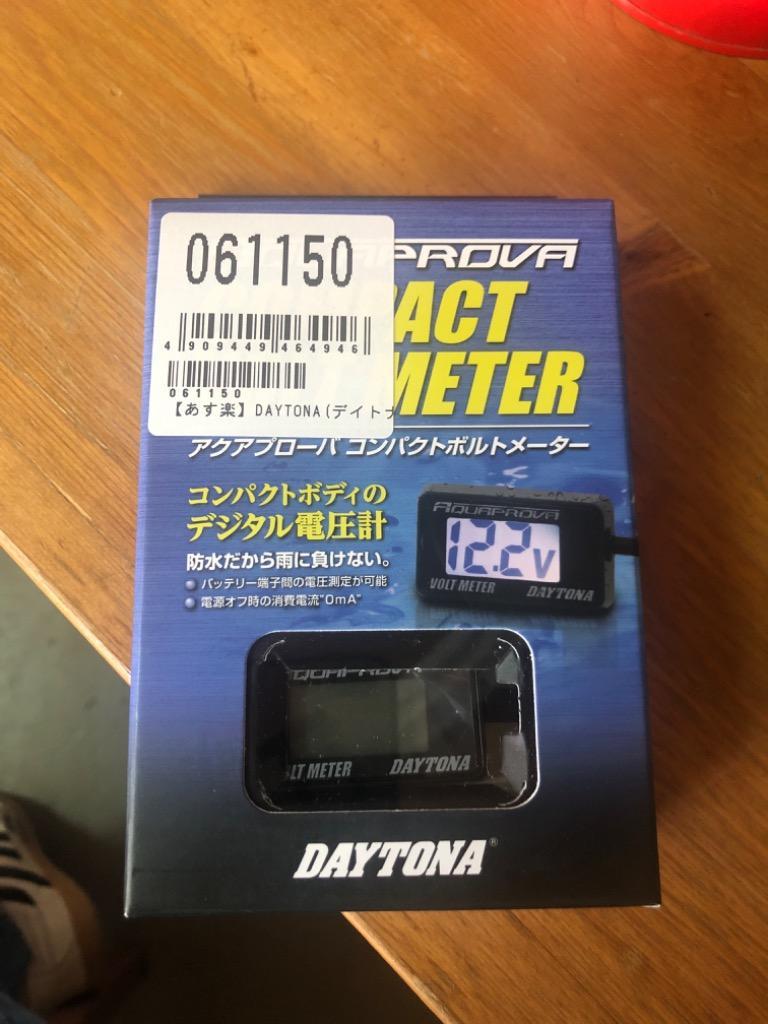 061150
PROVA
ACT
METER
4 909449 464946
061150
【あす楽】DAYTONA(デイトナ
アクアプローバ コンパクトボルトメーター
コンパクトボディの
デジタル電圧計
防水だから雨に負けない。
バッテリー端子間の電圧測定が可能
電源オフ時の消費電流"0mA"
AQUAPROVA
12.2V
VOLT METER DAYTONA
AQUAPROVA
LT METER DAYTONA
DAYTONA®